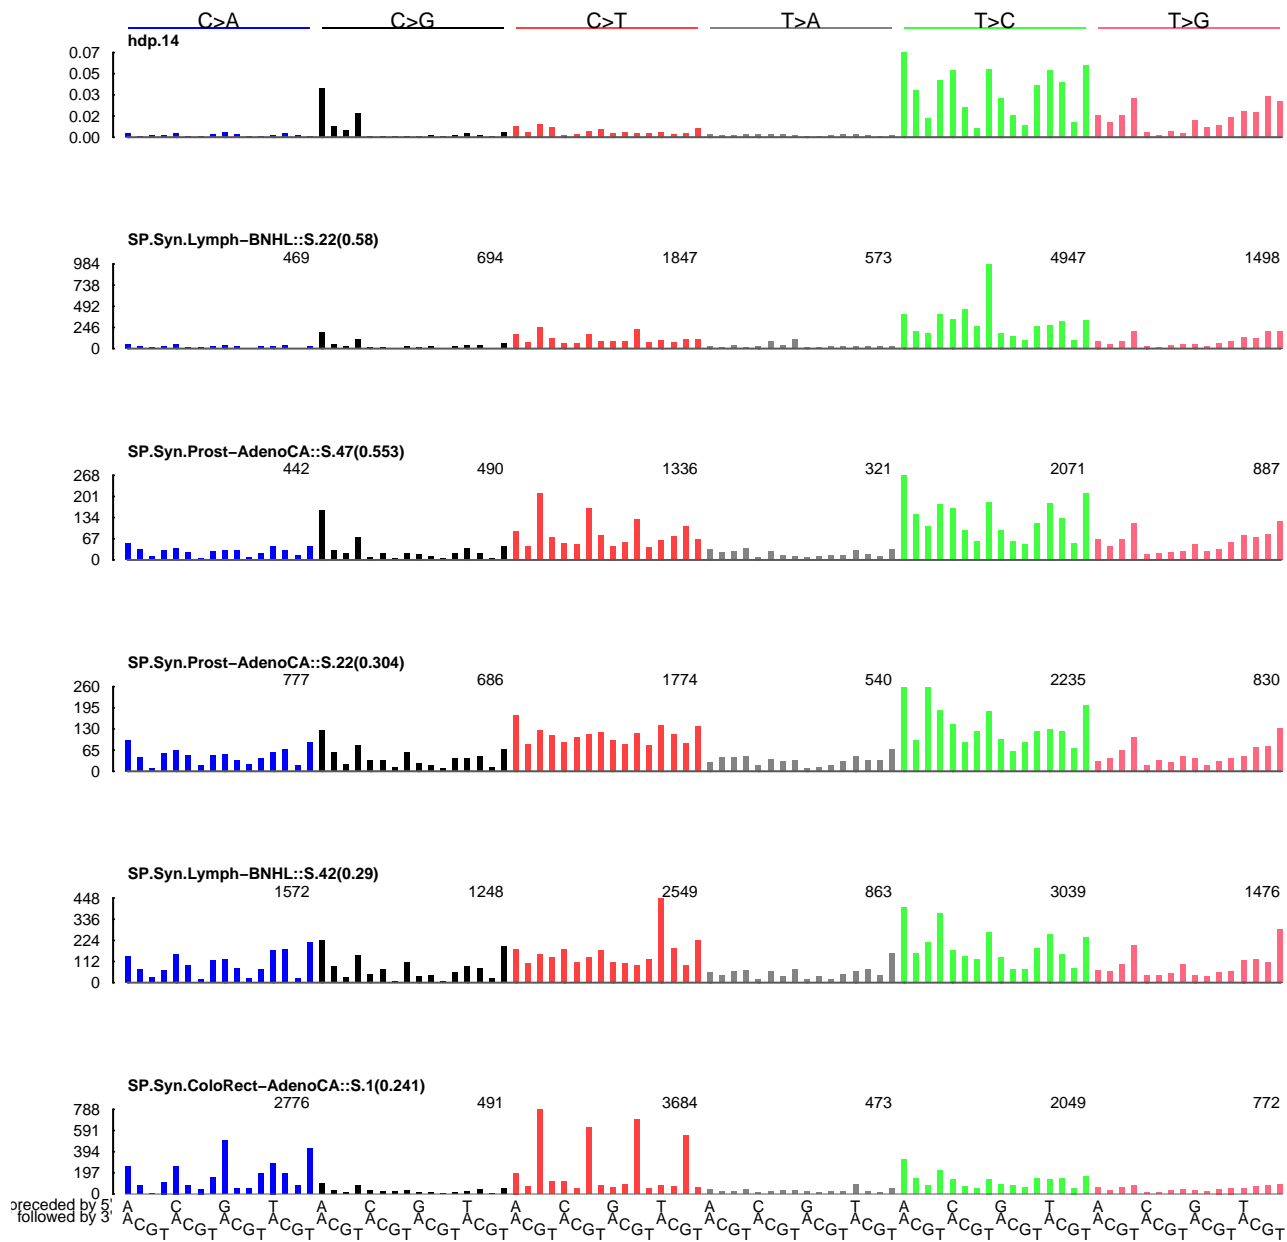 C>A C>G C>T T>A T>C T>G
hdp.14
0.07
0.05
0.03
0.02
0.00
SP.Syn.Lymph−BNHL::S.22(0.58)
469 694 1847 573 4947 1498
984
738
492
246
0
SP.Syn.Prost−AdenoCA::S.47(0.553)
442 490 1336 321 2071 887
268
201
134
67
0
SP.Syn.Prost−AdenoCA::S.22(0.304)
777 686 1774 540 2235 830
260
195
130
65
0
SP.Syn.Lymph−BNHL::S.42(0.29)
1572 1248 2549 863 3039 1476
448
336
224
112
0
SP.Syn.ColoRect−AdenoCA::S.1(0.241)
2776 491 3684 473 2049 772
788
591
394
197
0
preceded by 5' A C G T A C G T A C G T A C G T A C G T A C G T
followed by 3' A C G T A C G T A C G T A C G T A C G T A C G T A C G T A C G T A C G T A C G T A C G T A C G T A C G T A C G T A C G T A C G T A C G T A C G T A C G T A C G T A C G T A C G T A C G T A C G T